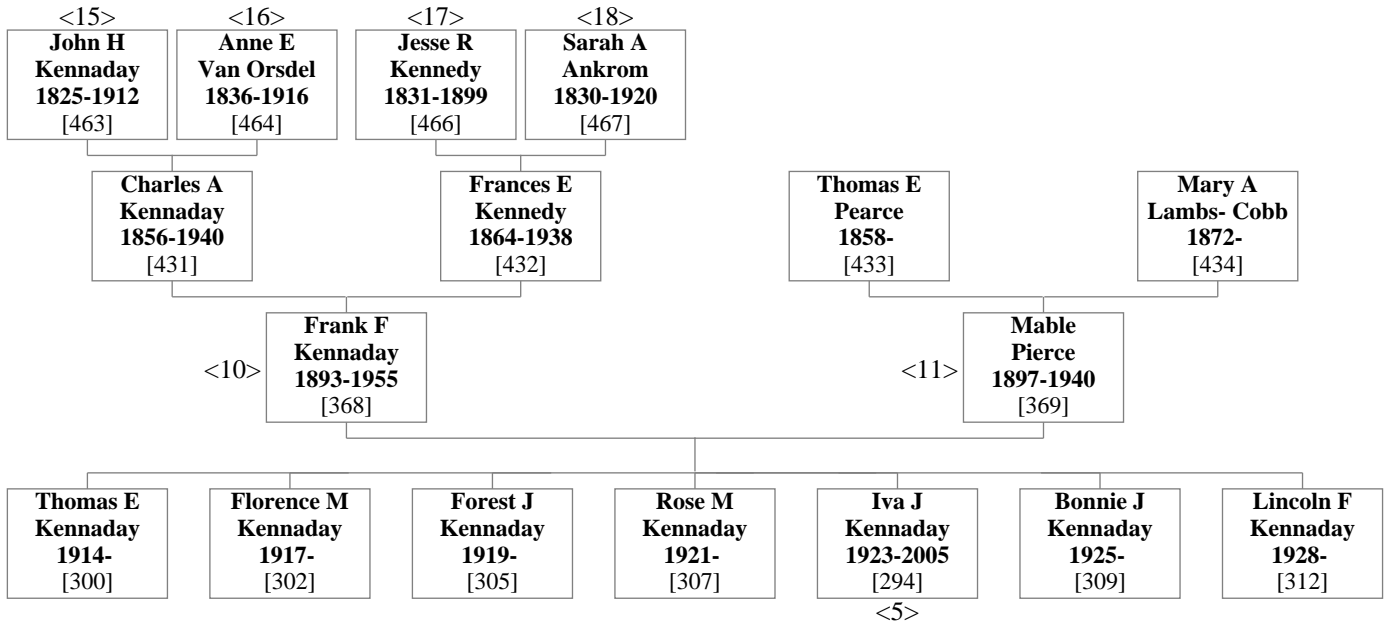 <15>
John H
Kennaday
1825-1912
[463]
<16>
Anne E
Van Orsdel
1836-1916
[464]
<17>
Jesse R
Kennedy
1831-1899
[466]
<18>
Sarah A
Ankrom
1830-1920
[467]
Charles A
Kennaday
1856-1940
[431]
Frances E
Kennedy
1864-1938
[432]
Thomas E
Pearce
1858-
[433]
Mary A
Lambs- Cobb
1872-
[434]
<10>
Frank F
Kennaday
1893-1955
[368]
<11>
Mable
Pierce
1897-1940
[369]
Thomas E
Kennaday
1914-
[300]
Florence M
Kennaday
1917-
[302]
Forest J
Kennaday
1919-
[305]
Rose M
Kennaday
1921-
[307]
Iva J
Kennaday
1923-2005
[294]
<5>
Bonnie J
Kennaday
1925-
[309]
Lincoln F
Kennaday
1928-
[312]